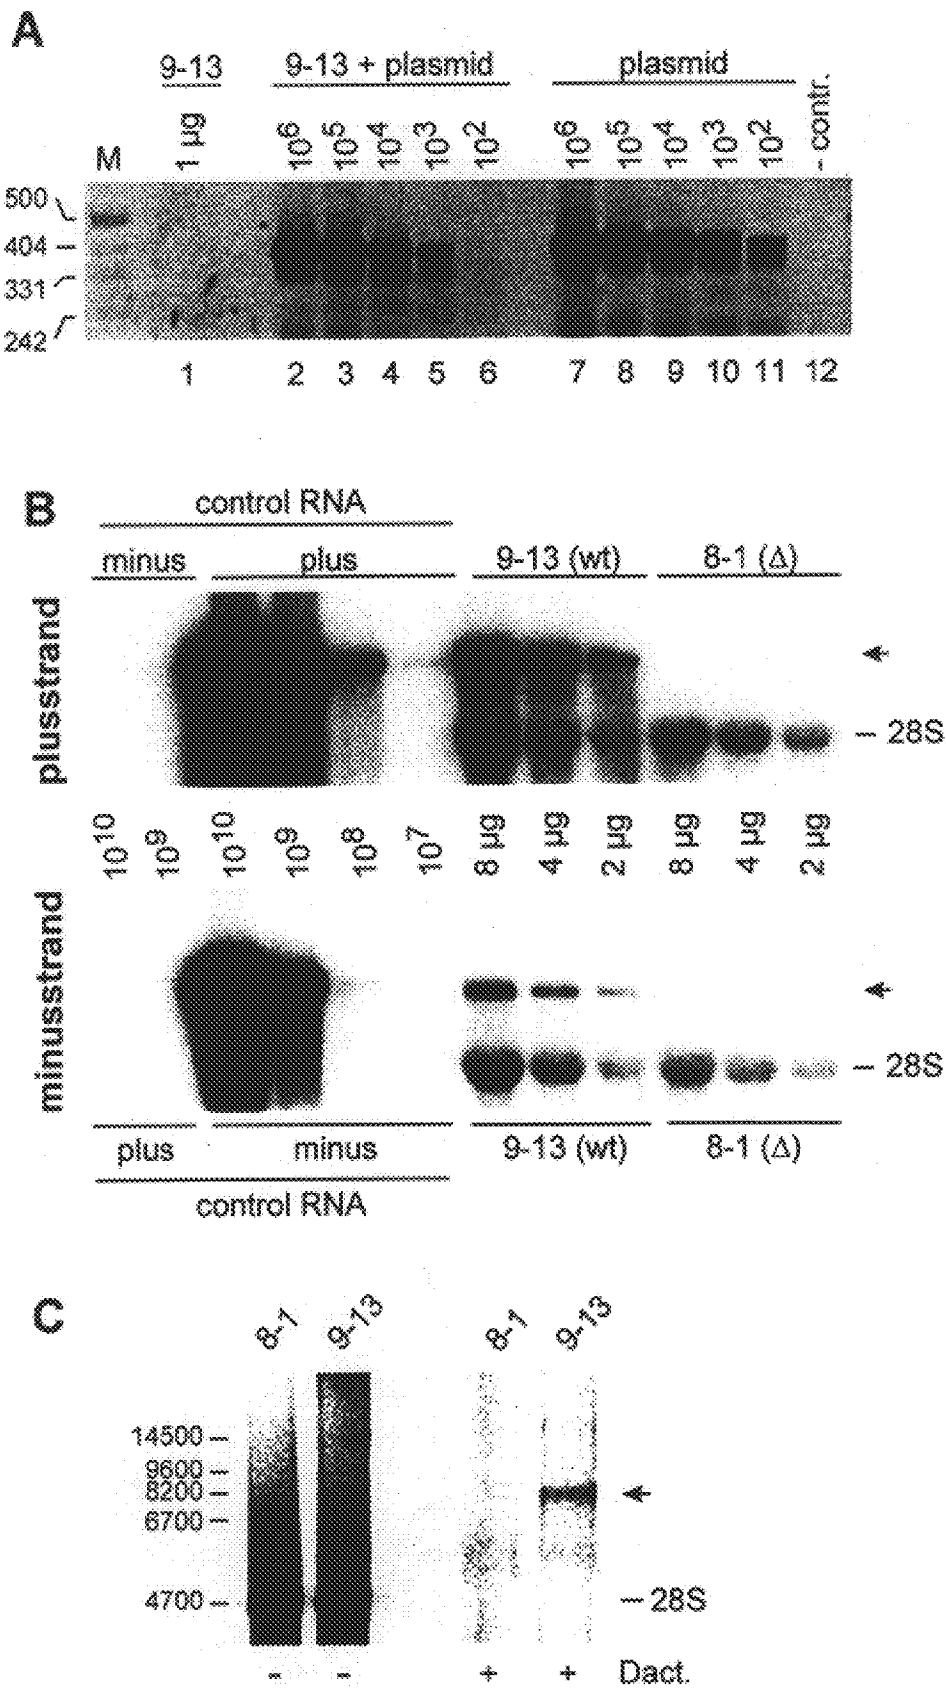 A
9-13 9-13 + plasmid plasmid
M 1 µg 10⁶ 10⁵ 10⁴ 10³ 10² 10⁶ 10⁵ 10⁴ 10³ 10² - contr.
500
404
331
242
1 2 3 4 5 6 7 8 9 10 11 12
B
control RNA
minus plus 9-13 (wt) 8-1 (Δ)
plusstrand
28S
10¹⁰ 10⁹ 10¹⁰ 10⁹ 10⁸ 10⁷ 8 µg 4 µg 2 µg 8 µg 4 µg 2 µg
minusstrand
28S
plus minus 9-13 (wt) 8-1 (Δ)
control RNA
C
8-1 9-13 8-1 9-13
14500
9600
8200
6700
4700 28S
- - + + Dact.